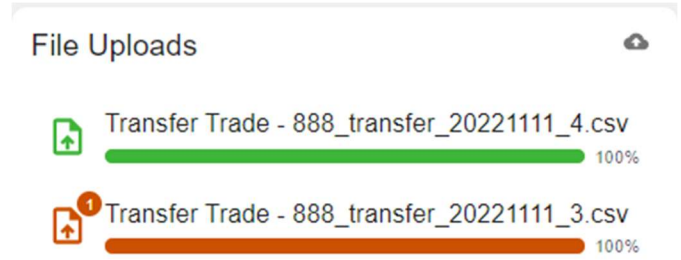 File Uploads
Transfer Trade - 888_transfer_20221111_4.csv
100%
1
Transfer Trade - 888_transfer_20221111_3.csv
100%